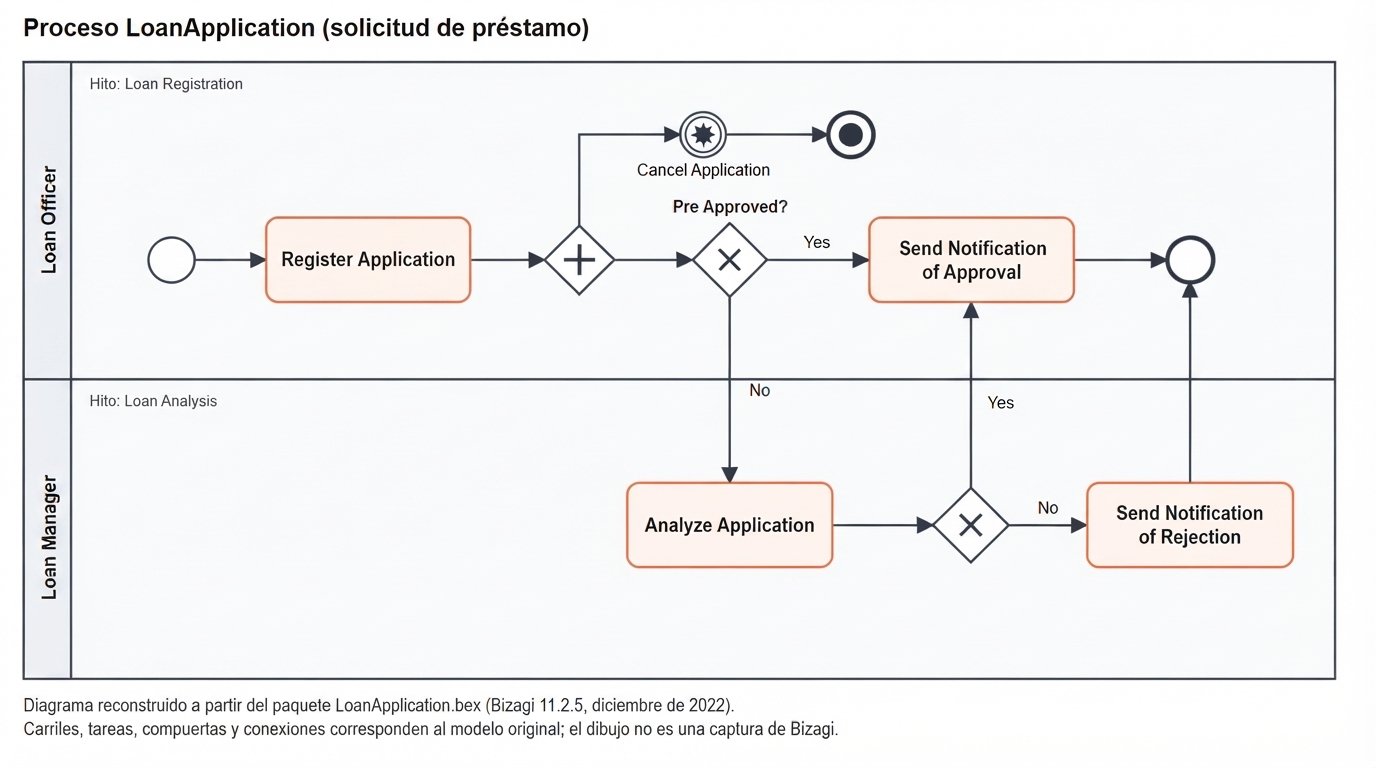 Proceso LoanApplication (solicitud de préstamo)
Loan Officer
Hito: Loan Registration
Cancel Application
Pre Approved?
Register Application
Yes
Send Notification
of Approval
No
Loan Manager
Hito: Loan Analysis
Yes
Analyze Application
No
Send Notification
of Rejection
Diagrama reconstruido a partir del paquete LoanApplication.bex (Bizagi 11.2.5, diciembre de 2022).
Carriles, tareas, compuertas y conexiones corresponden al modelo original; el dibujo no es una captura de Bizagi.